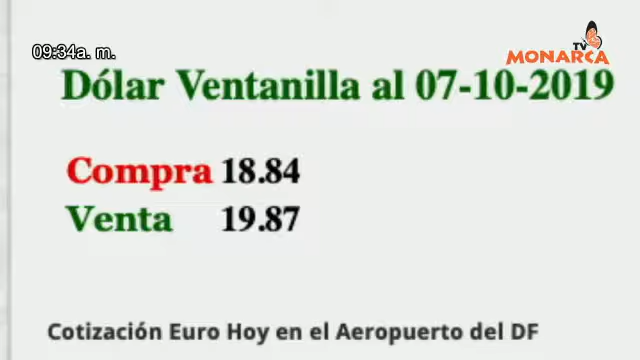 09:34a. m.
TV
MONARCA
Dólar Ventanilla al 07-10-2019
Compra 18.84
Venta 19.87
Cotización Euro Hoy en el Aeropuerto del DF